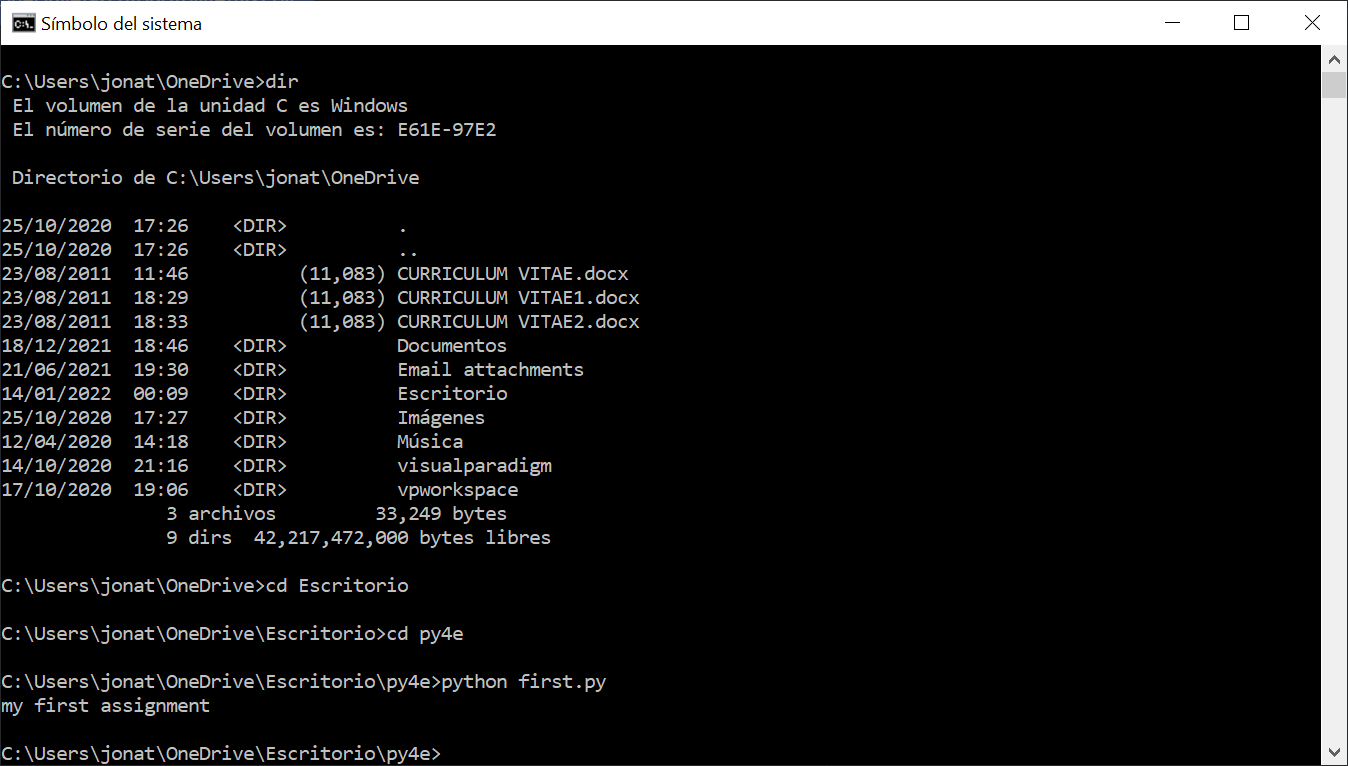 Símbolo del sistema
C:\Users\jonat\OneDrive>dir
 El volumen de la unidad C es Windows
 El número de serie del volumen es: E61E-97E2

 Directorio de C:\Users\jonat\OneDrive

25/10/2020  17:26    <DIR>          .
25/10/2020  17:26    <DIR>          ..
23/08/2011  11:46          (11,083) CURRICULUM VITAE.docx
23/08/2011  18:29          (11,083) CURRICULUM VITAE1.docx
23/08/2011  18:33          (11,083) CURRICULUM VITAE2.docx
18/12/2021  18:46    <DIR>          Documentos
21/06/2021  19:30    <DIR>          Email attachments
14/01/2022  00:09    <DIR>          Escritorio
25/10/2020  17:27    <DIR>          Imágenes
12/04/2020  14:18    <DIR>          Música
14/10/2020  21:16    <DIR>          visualparadigm
17/10/2020  19:06    <DIR>          vpworkspace
               3 archivos         33,249 bytes
               9 dirs  42,217,472,000 bytes libres

C:\Users\jonat\OneDrive>cd Escritorio

C:\Users\jonat\OneDrive\Escritorio>cd py4e

C:\Users\jonat\OneDrive\Escritorio\py4e>python first.py
my first assignment

C:\Users\jonat\OneDrive\Escritorio\py4e>